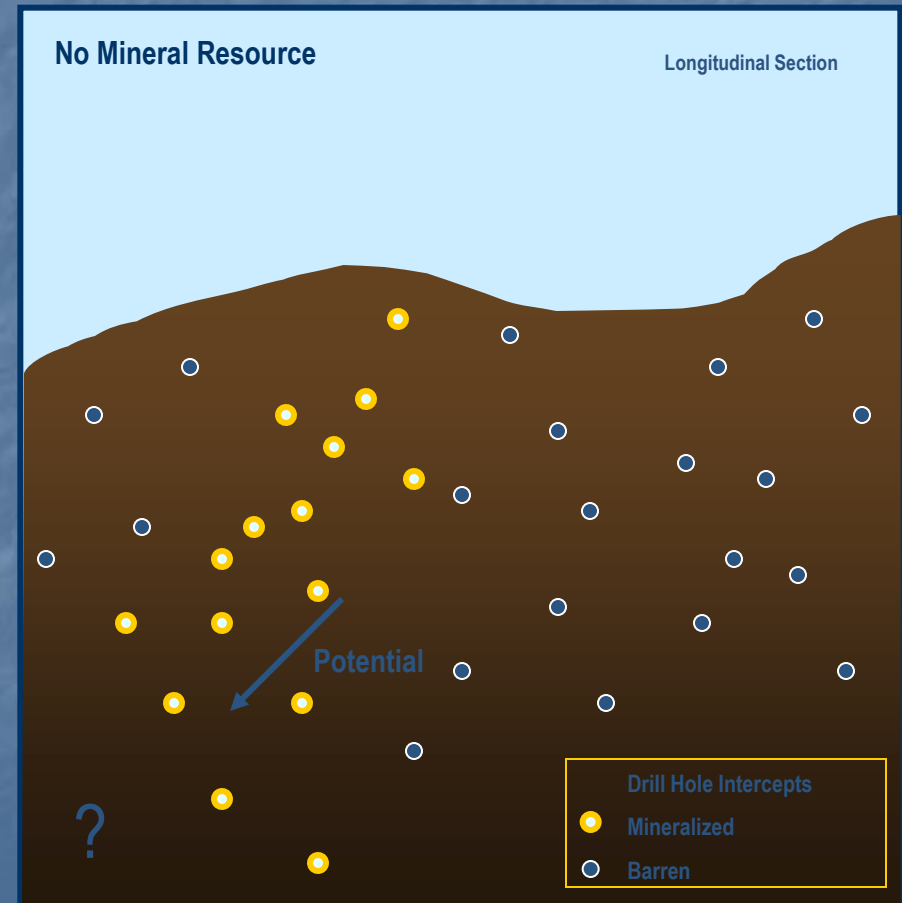 No Mineral Resource
Longitudinal Section
Potential
?
Drill Hole Intercepts
Mineralized
Barren